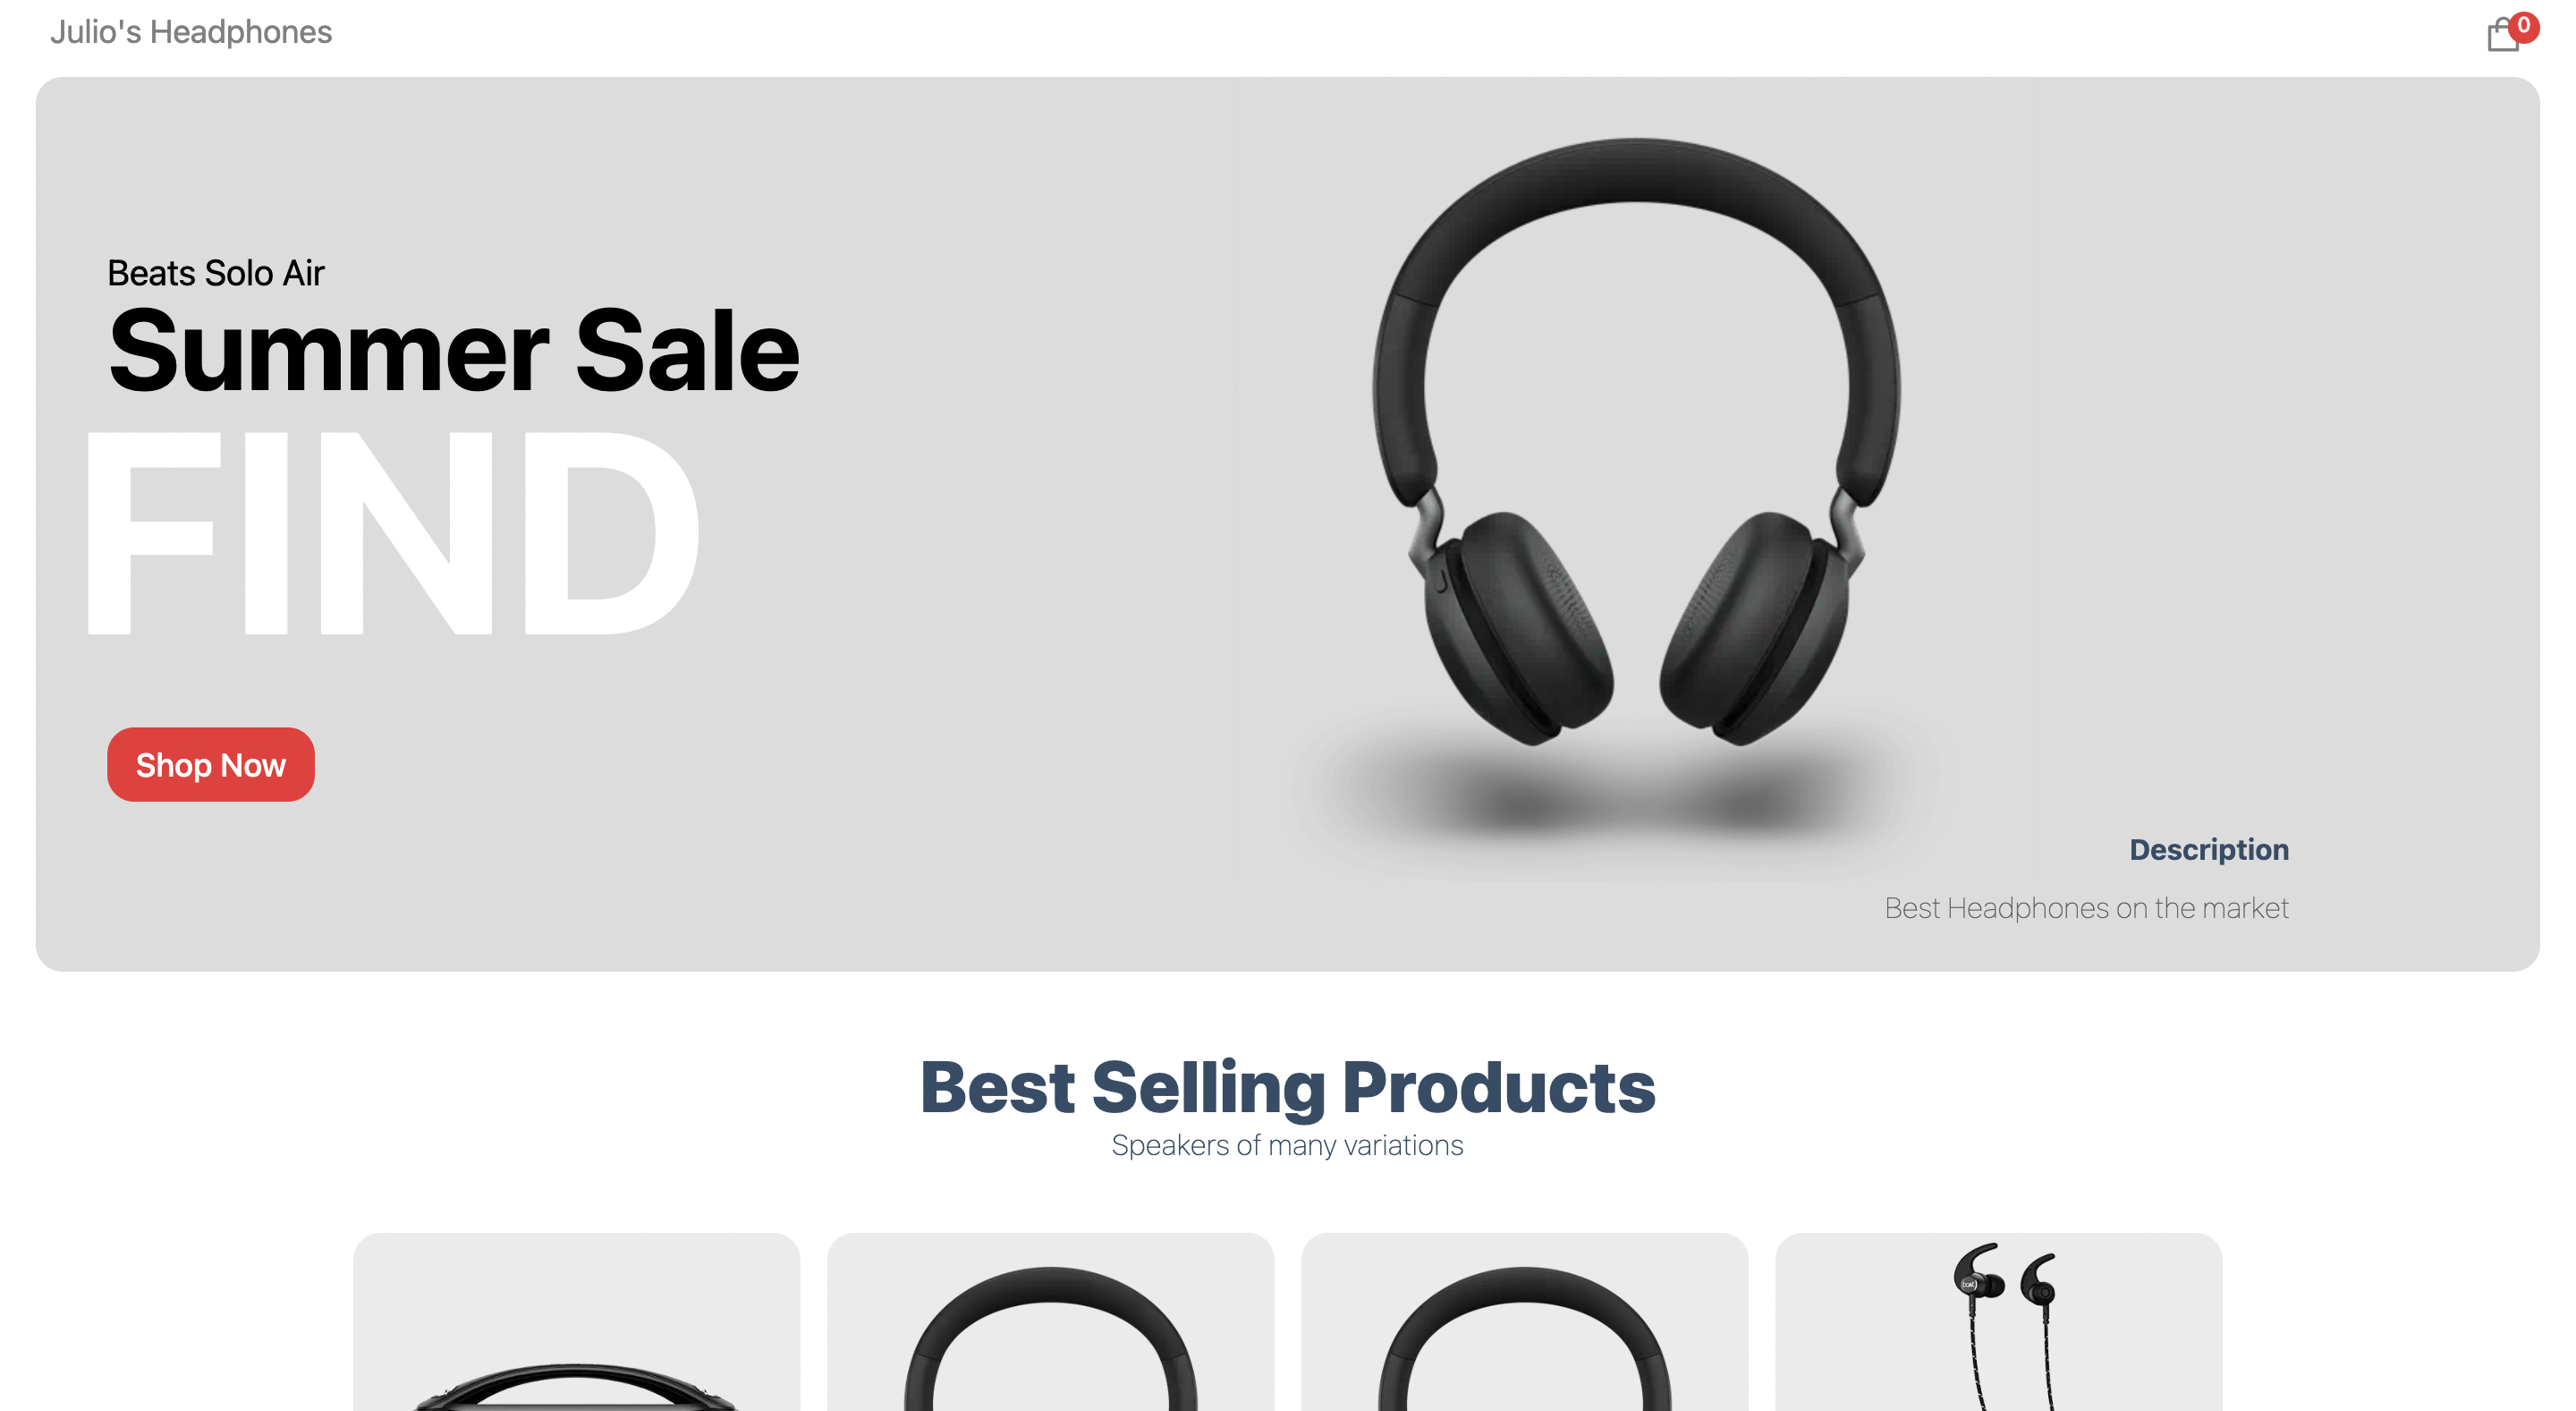 Julio's Headphones
0
Beats Solo Air
Summer Sale
FIND
Shop Now
Description
Best Headphones on the market
Best Selling Products
Speakers of many variations
boAt